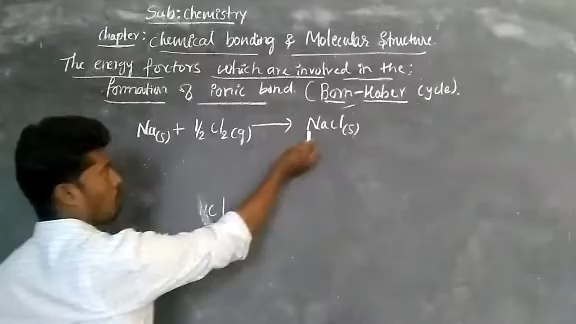 Sub: chemistry
chapter: chemical bonding & Molecular structure.
The energy factors which are involved in the;
formation of ionic bond. (Born-Haber cycle).
Na(s) + 1/2 Cl2(g) ⟶ NaCl(s)